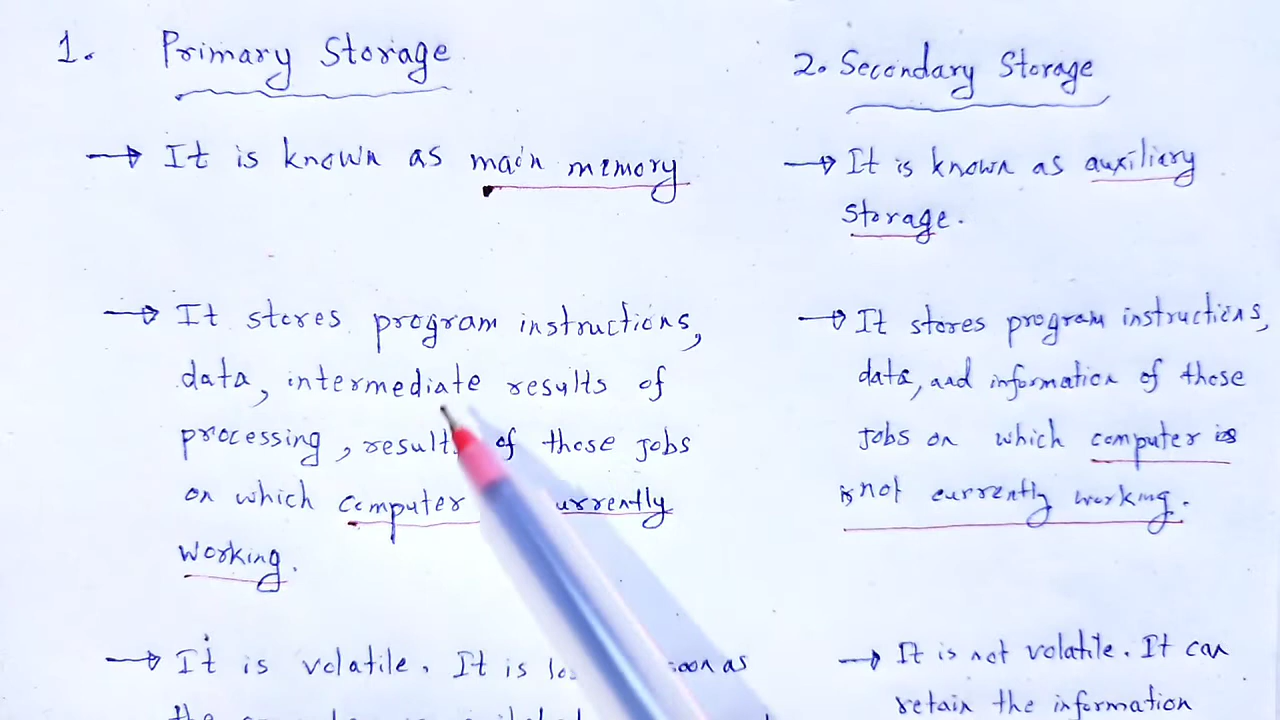 1. Primary Storage
→ It is known as main memory
→ It stores program instructions,
data, intermediate results of
processing, result of those jobs
on which computer urrently
working.
→ It is volatile. It is soon as
the
2. Secondary Storage
→ It is known as auxiliary
storage.
→ It stores program instructions,
data, and information of those
jobs on which computer is
is not currently working.
→ It is not volatile. It can
retain the information